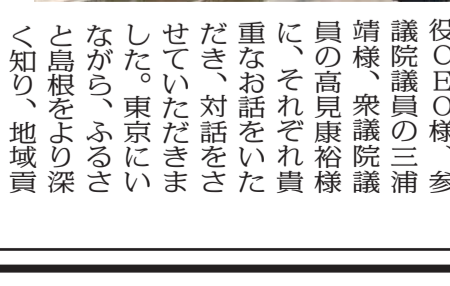 役CEO様、参
議院議員の三浦
靖様、衆議院議
員の高見康裕様
に、それぞれ貴
重なお話をいた
だき、対話をさ
せていただきま
した。東京にい
ながら、ふるさ
と島根をより深
く知り、地域貢